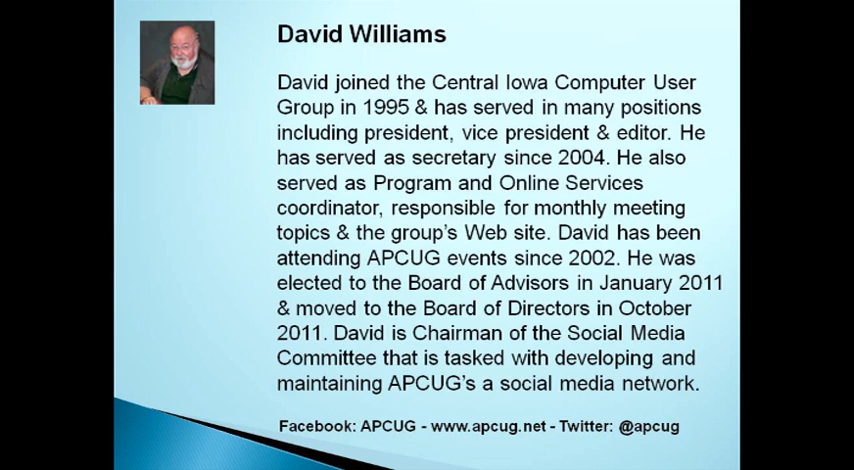 David Williams
David joined the Central Iowa Computer User
Group in 1995 & has served in many positions
including president, vice president & editor. He
has served as secretary since 2004. He also
served as Program and Online Services
coordinator, responsible for monthly meeting
topics & the group's Web site. David has been
attending APCUG events since 2002. He was
elected to the Board of Advisors in January 2011
& moved to the Board of Directors in October
2011. David is Chairman of the Social Media
Committee that is tasked with developing and
maintaining APCUG's a social media network.
Facebook: APCUG - www.apcug.net - Twitter: @apcug